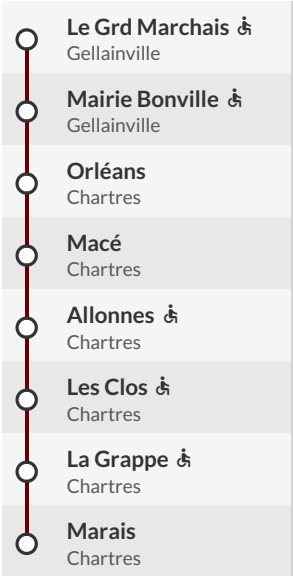 Le Grd Marchais
Gellainville
Mairie Bonville
Gellainville
Orléans
Chartres
Macé
Chartres
Allonnes
Chartres
Les Clos
Chartres
La Grappe
Chartres
Marais
Chartres